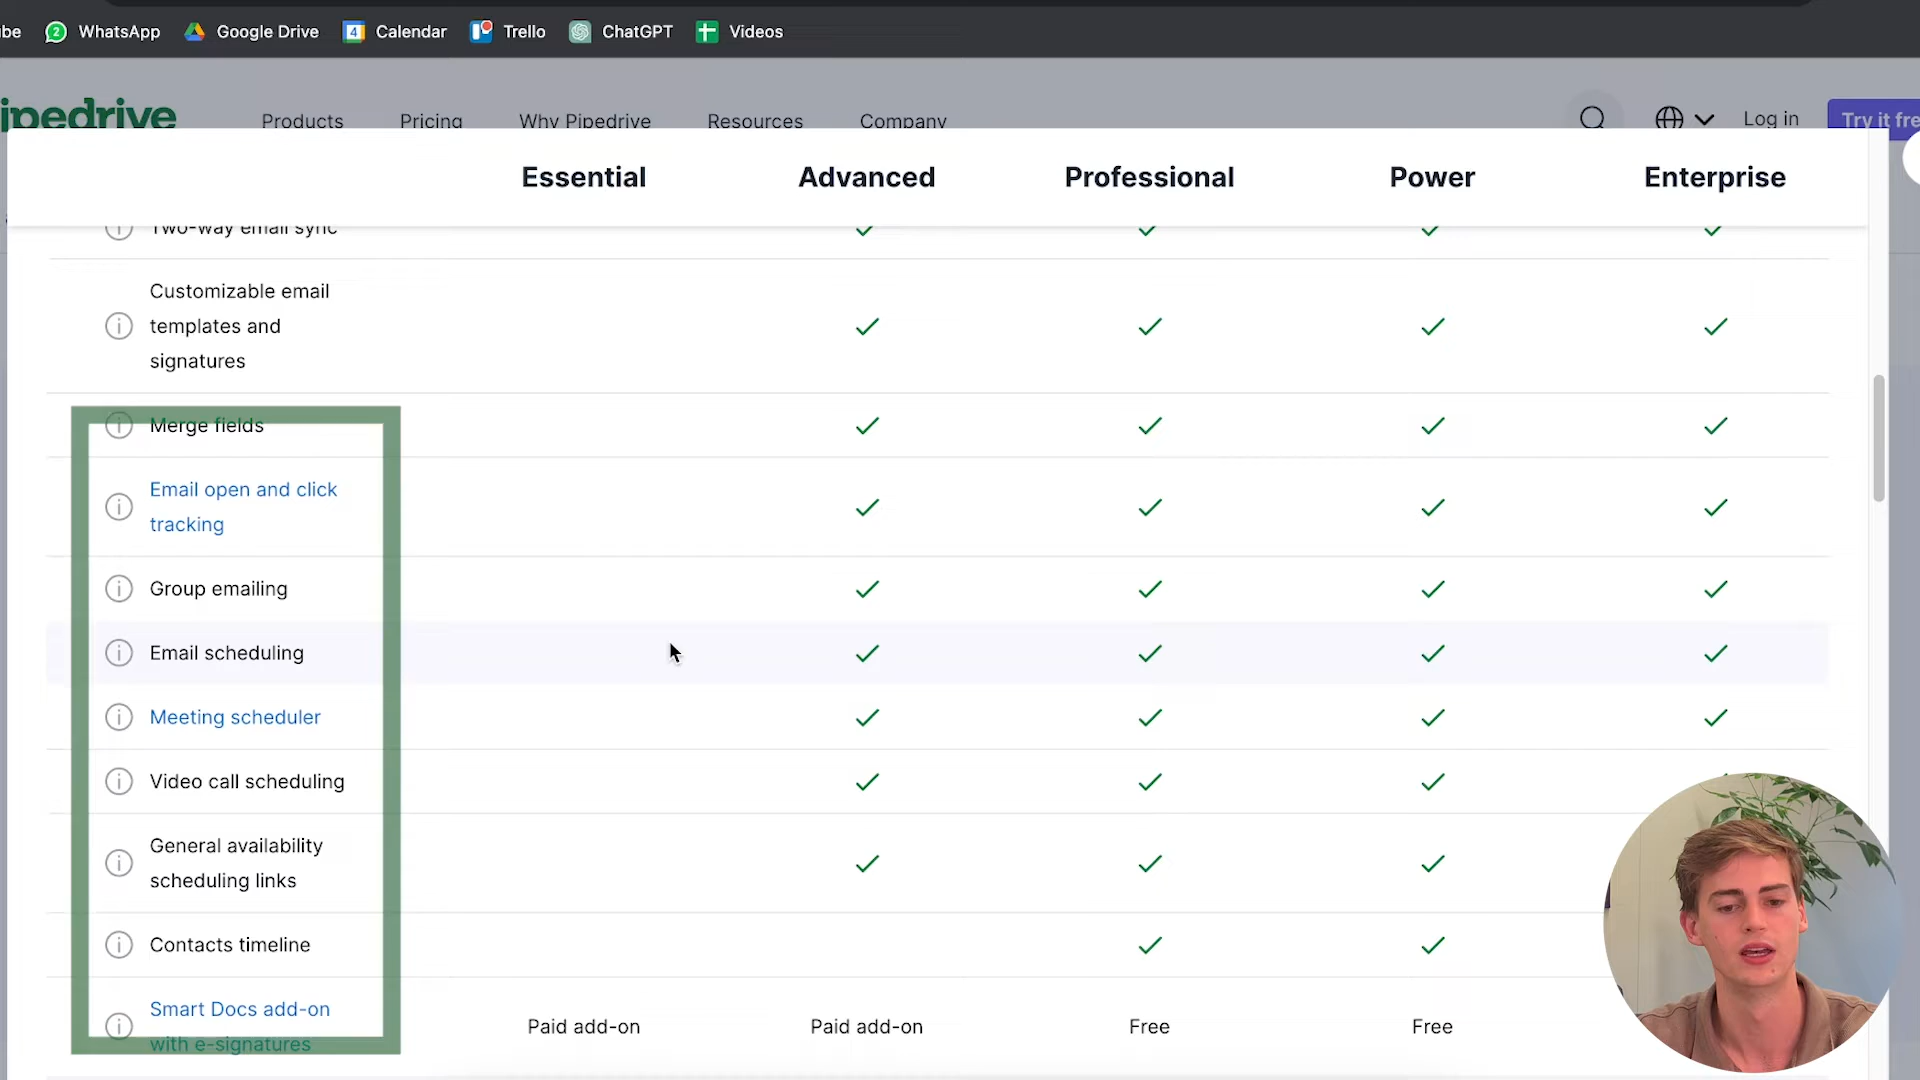 be
2
WhatsApp
Google Drive
4
Calendar
Trello
ChatGPT
Videos
ipedrive
Products
Pricing
Why Pipedrive
Resources
Company
Log in
Try it fre
Essential
Advanced
Professional
Power
Enterprise
Two-way email sync
Customizable email
templates and
signatures
Merge fields
Email open and click
tracking
Group emailing
Email scheduling
Meeting scheduler
Video call scheduling
General availability
scheduling links
Contacts timeline
Smart Docs add-on
with e-signatures
Paid add-on
Paid add-on
Free
Free